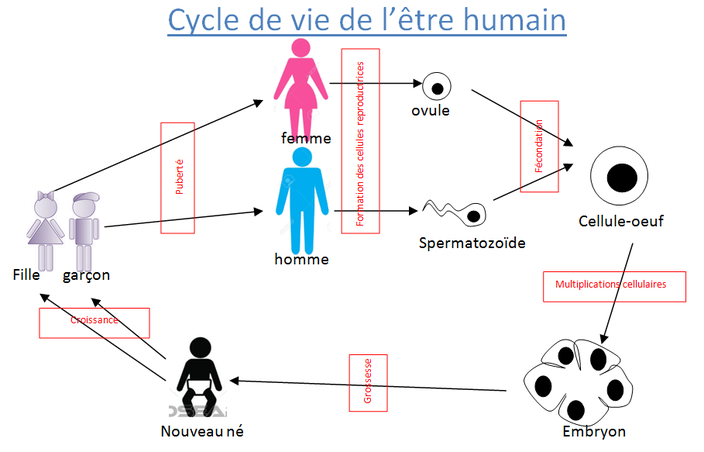 Cycle de vie de l'être humain
femme
Formation des cellules reproductrices
ovule
Fécondation
Puberté
homme
Spermatozoïde
Cellule-oeuf
Fille
garçon
Multiplications cellulaires
Croissance
Grossesse
Nouveau né
Embryon